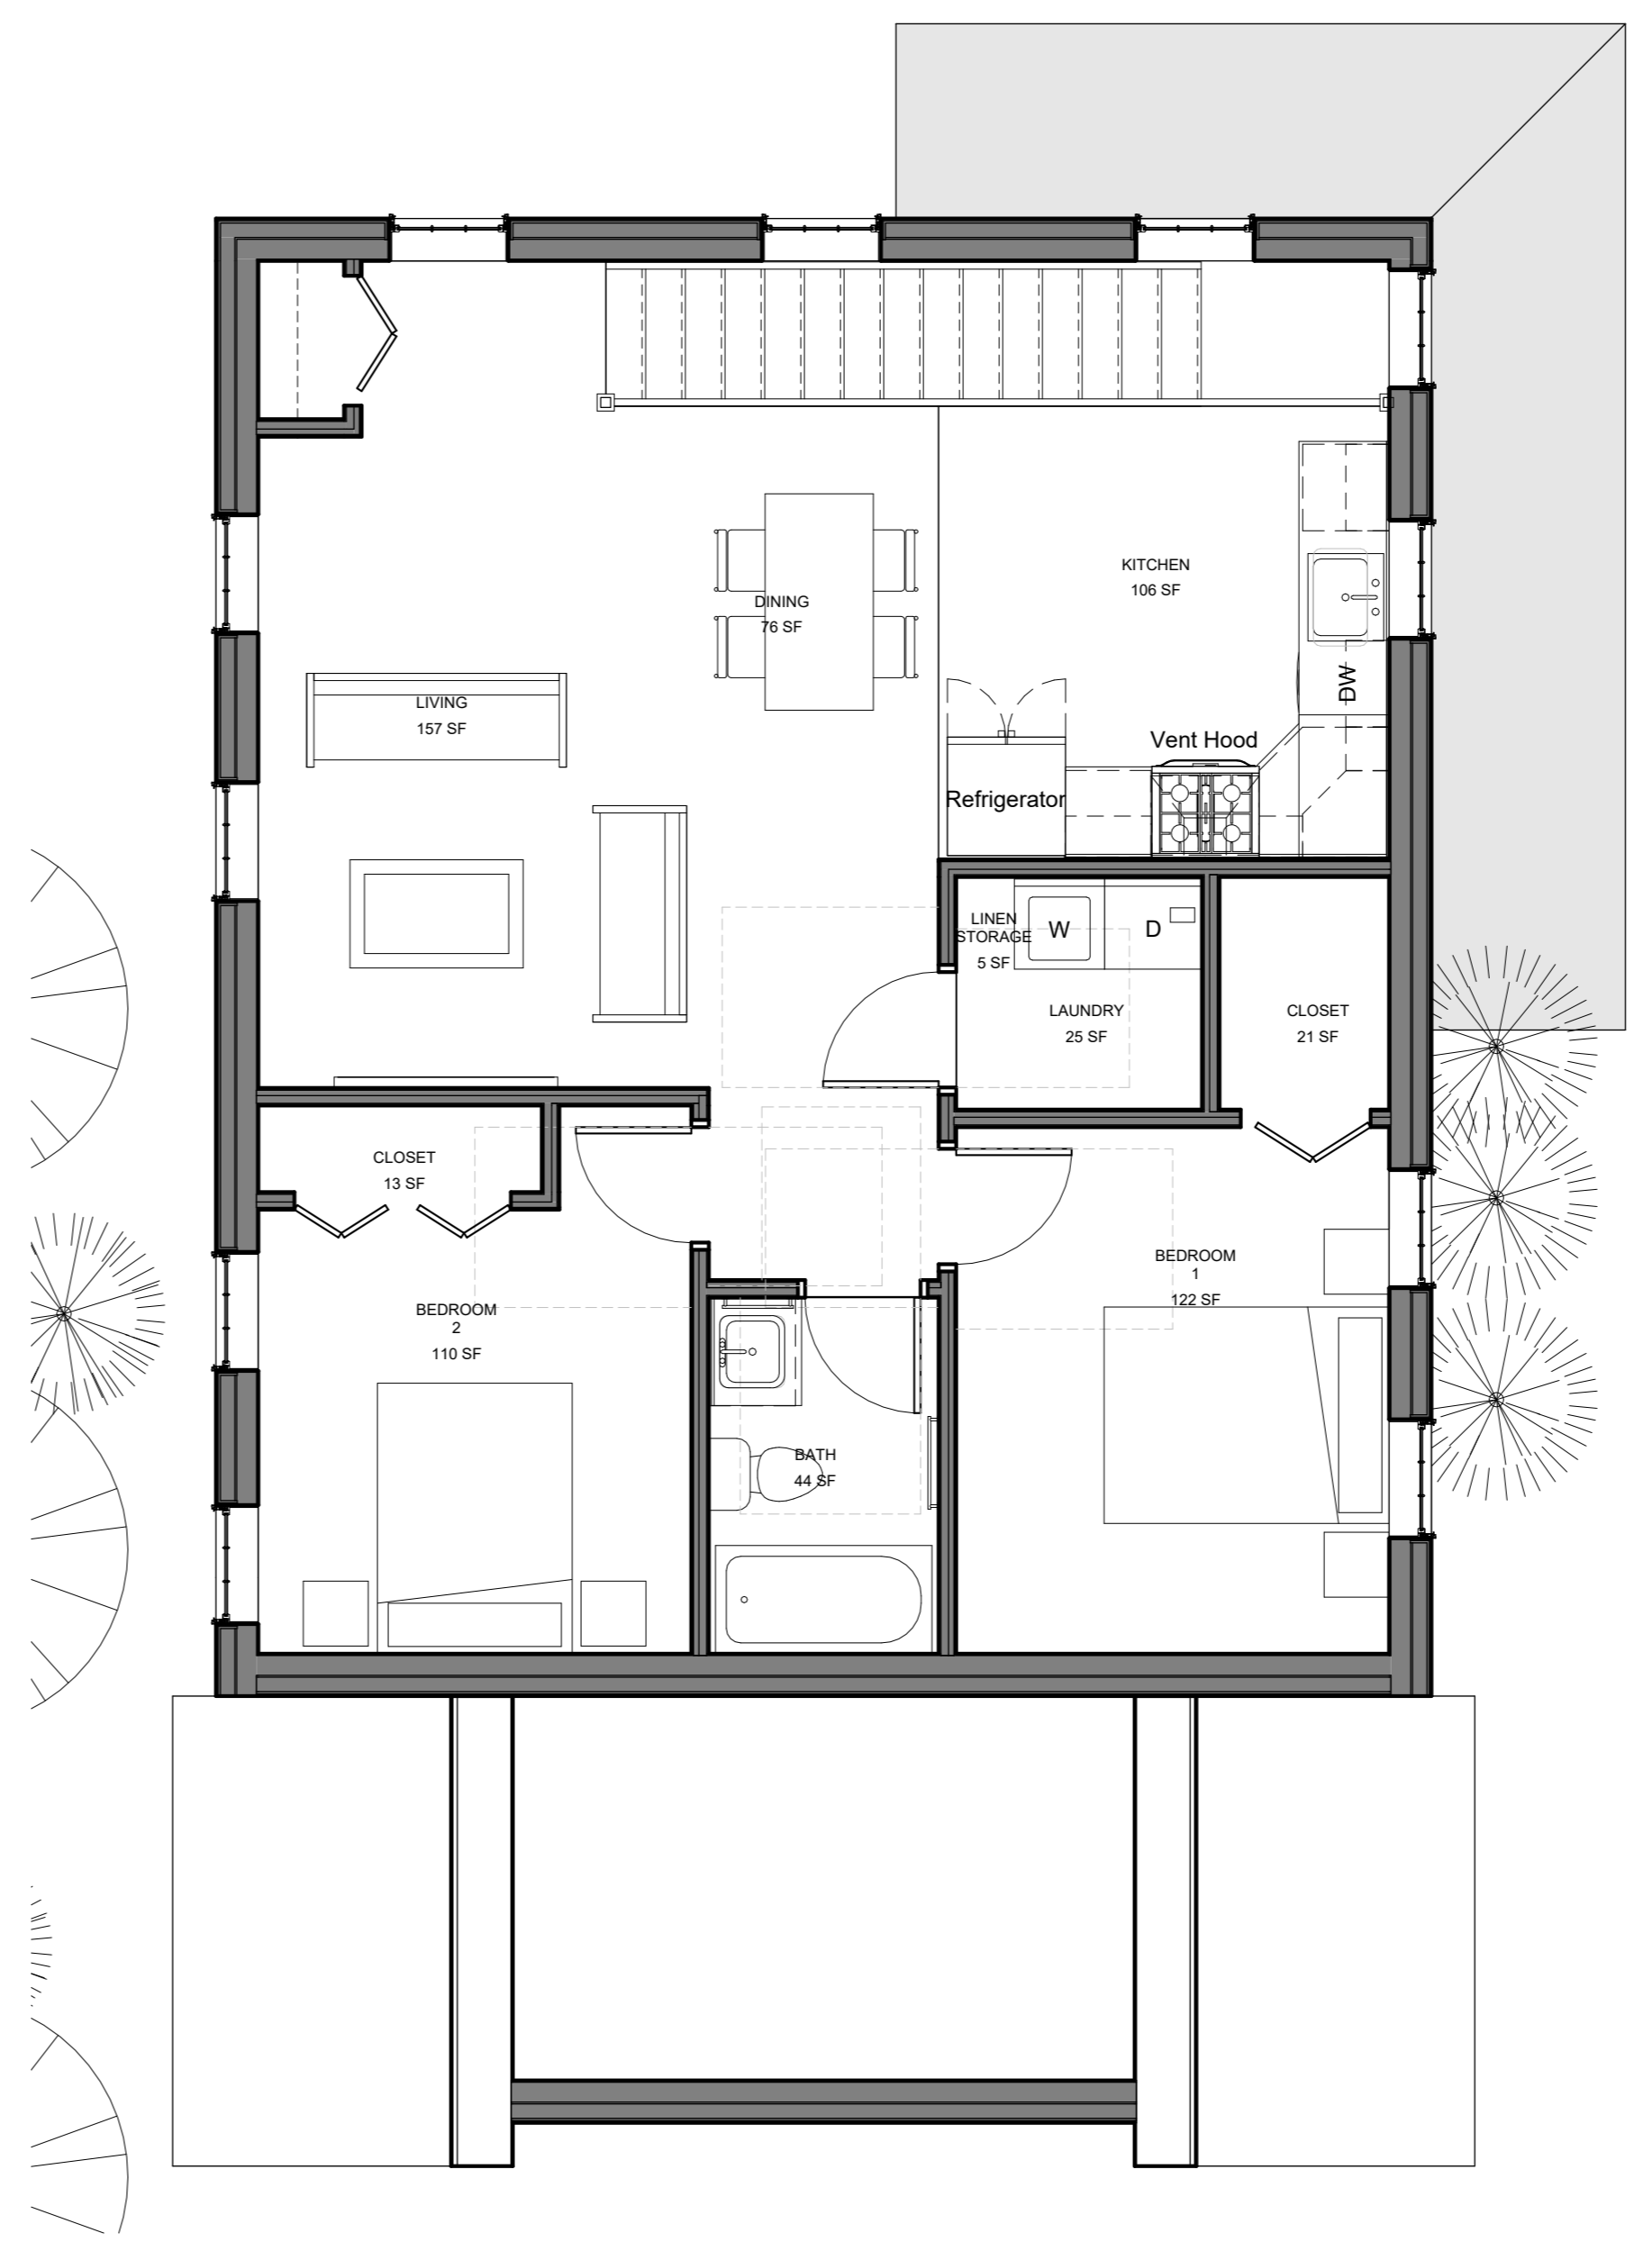 KITCHEN
106 SF
DINING
76 SF
DW
LIVING
157 SF
Vent Hood
Refrigerator
LINEN
STORAGE
5 SF
W
D
LAUNDRY
25 SF
CLOSET
21 SF
CLOSET
13 SF
BEDROOM
1
122 SF
BEDROOM
2
110 SF
BATH
44 SF